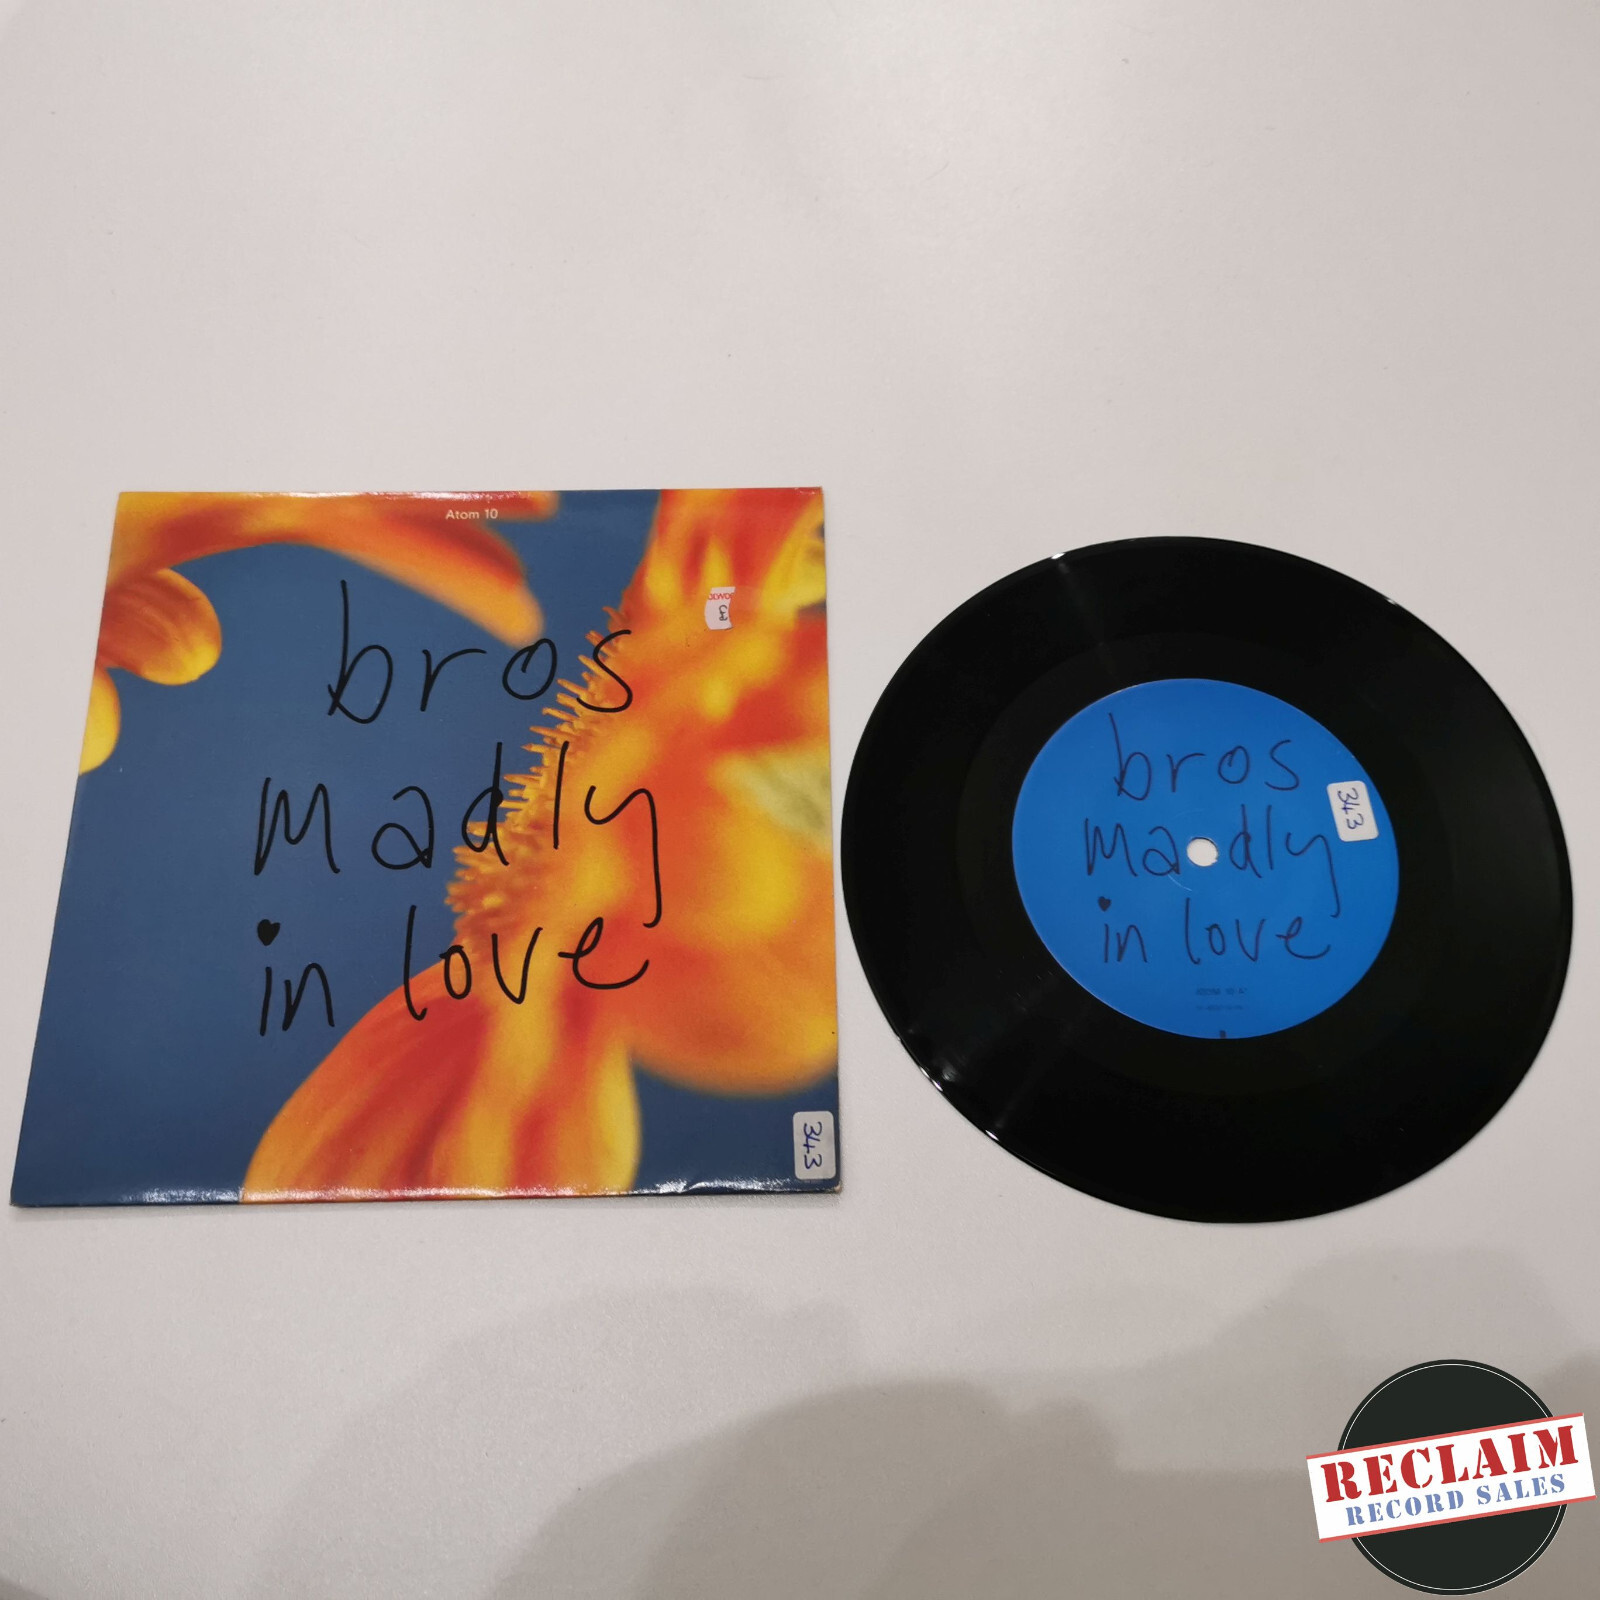 Atom 10
bros
madly
in love
343
bros
madly
in love
343
RECLAIM
RECORD SALES